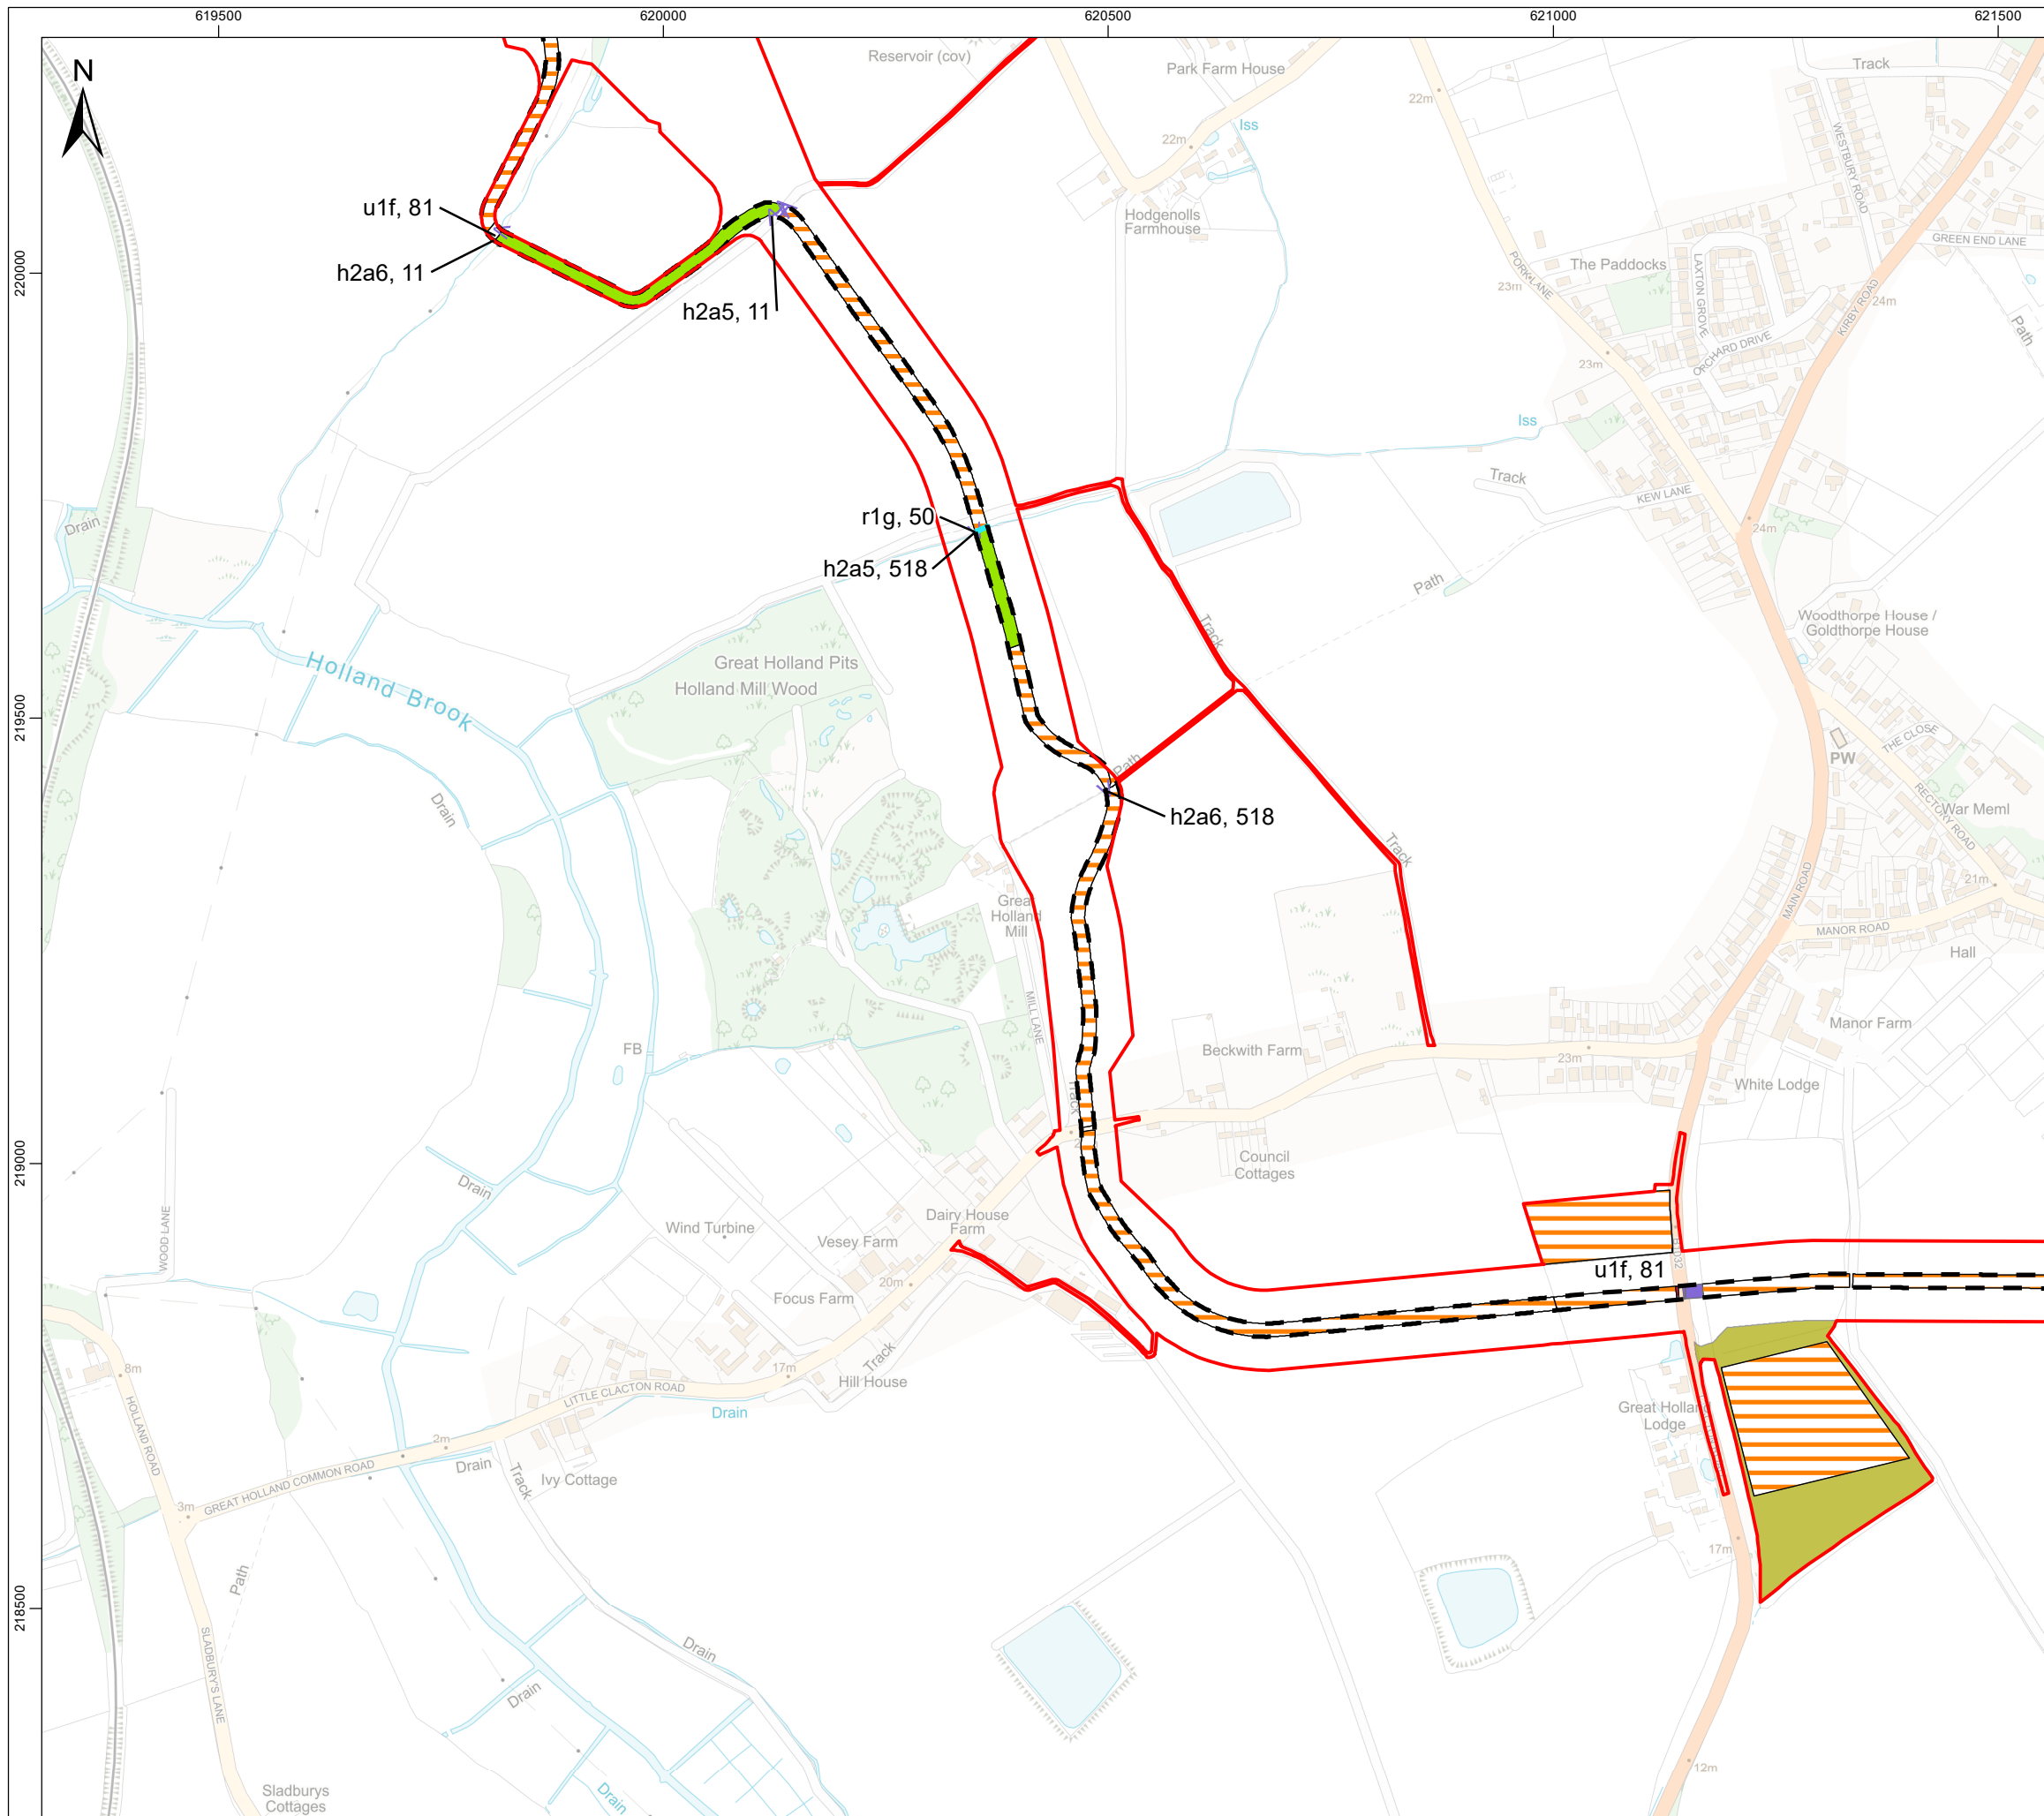 619500
620000
620500
621000
621500
N
Reservoir (cov)
Park Farm House
Track
22m
WESTBURY ROAD
Iss
22m
u1f, 81
Hodgenolls
Farmhouse
GREEN END LANE
220000
h2a6, 11
The Paddocks
PORK LANE
LAXTON GROVE
23m
24m
KIRBY ROAD
h2a5, 11
Path
ORCHARD DRIVE
23m
Iss
Track
KEW LANE
r1g, 50
Drain
24m
h2a5, 518
Path
Track
Woodthorpe House /
Goldthorpe House
Holland Brook
Great Holland Pits
Holland Mill Wood
219500
THE CLOSE
PW
Path
RECTORY ROAD
War Meml
Drain
h2a6, 518
Track
21m
MAIN ROAD
Great
Holland
Mill
MANOR ROAD
Hall
MILL LANE
Manor Farm
FB
Beckwith Farm
23m
White Lodge
Track
219000
Council
Cottages
Drain
Dairy House
Farm
WOOD LANE
Wind Turbine
Vesey Farm
20m
u1f, 81
B1032
Focus Farm
Track
17m
8m
Hill House
LITTLE CLACTON ROAD
Drain
Great Holland
Lodge
HOLLAND ROAD
2m
Drain
Track
Ivy Cottage
3m
GREAT HOLLAND COMMON ROAD
17m
Path
218500
SLADBURY'S LANE
Drain
Drain
12m
Sladburys
Cottages
Drain